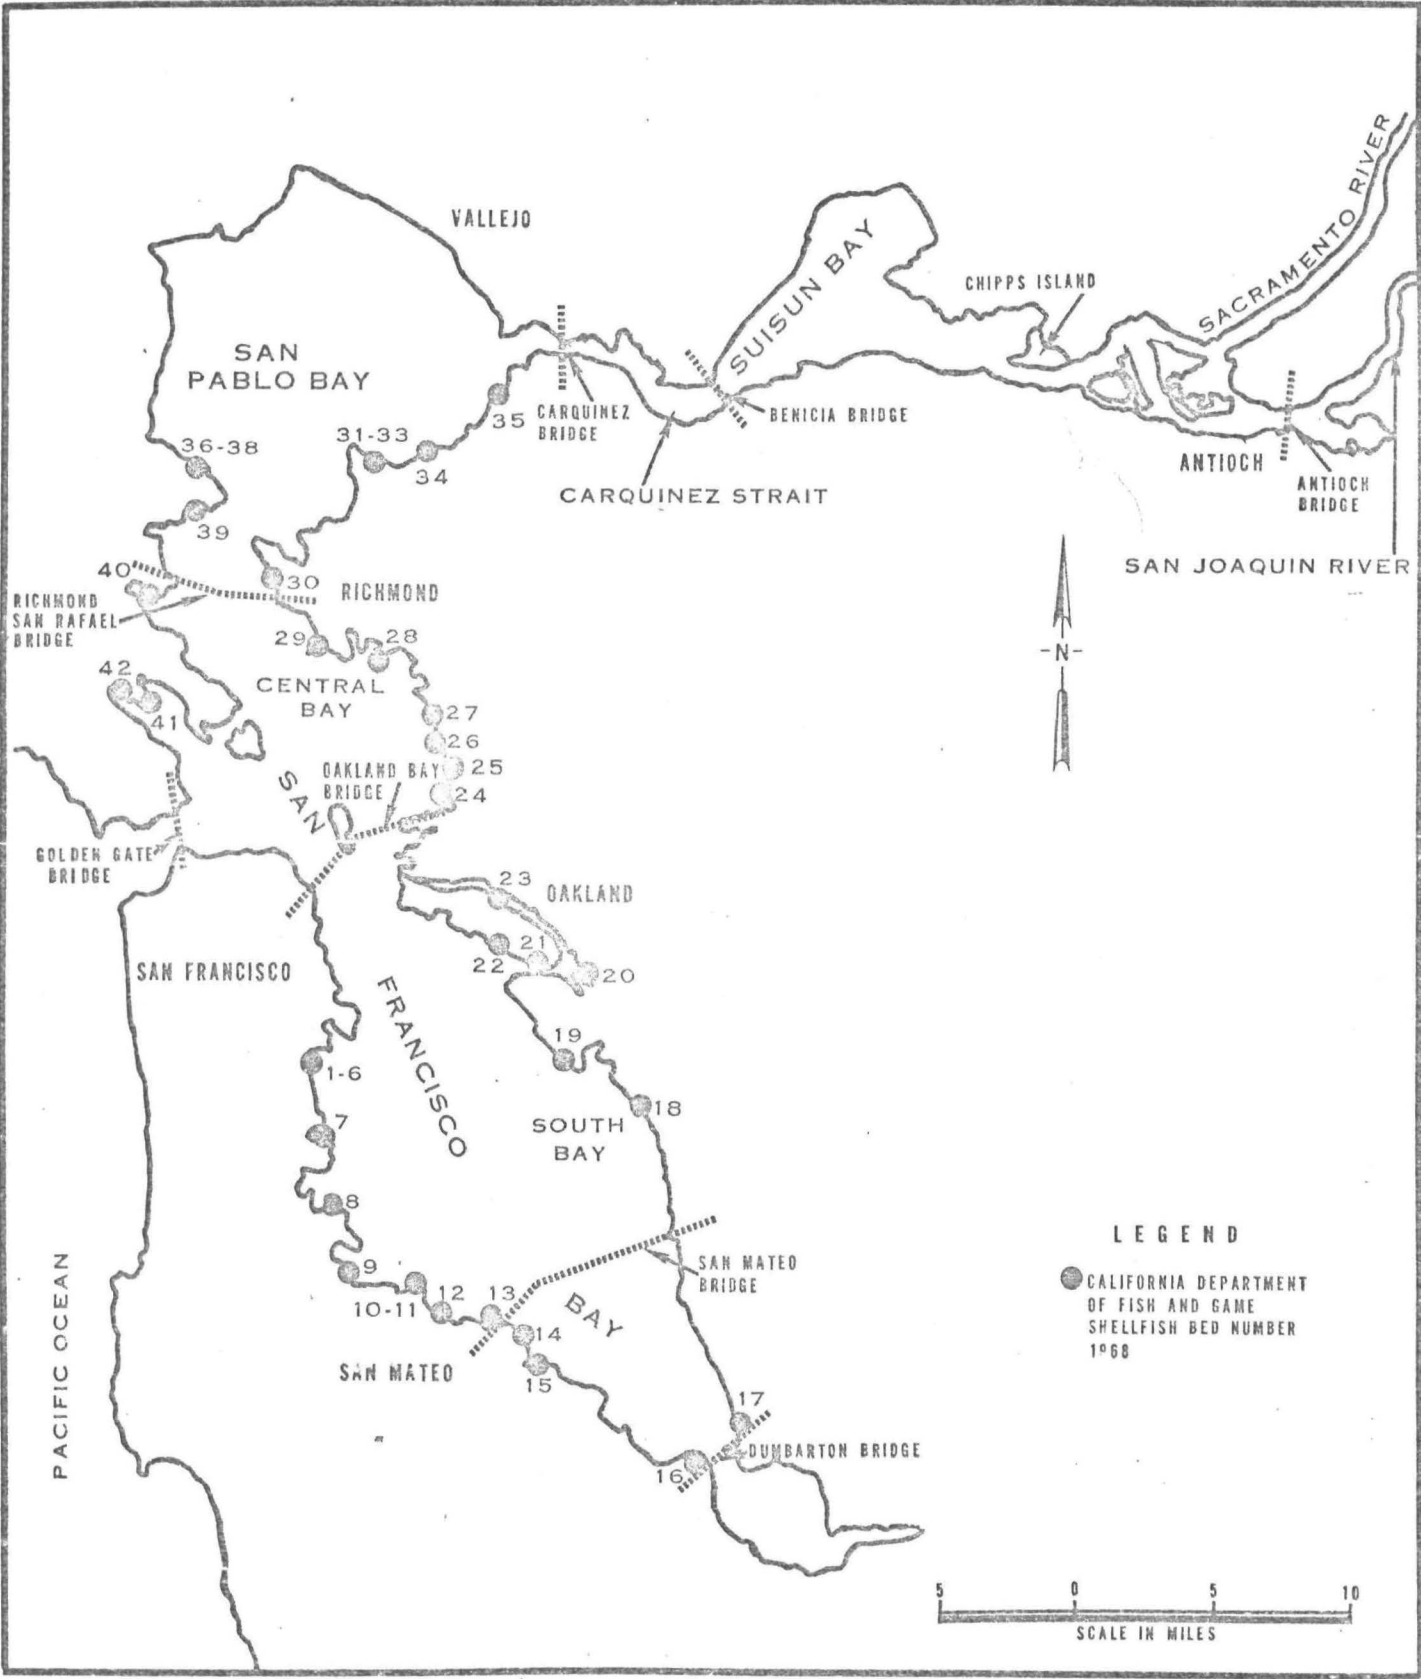 VALLEJO
SACRAMENTO RIVER
SUISUN BAY
CHIPPS ISLAND
SAN
PABLO BAY
35
CARQUINEZ
BRIDGE
BENICIA BRIDGE
31-33
36-38
34
ANTIOCH
CARQUINEZ STRAIT
ANTIOCH
BRIDGE
39
SAN JOAQUIN RIVER
40
30
RICHMOND
RICHMOND
SAN RAFAEL
BRIDGE
29
28
-N-
42
CENTRAL
BAY
41
27
26
25
OAKLAND BAY
BRIDGE
24
SAN
GOLDEN GATE
BRIDGE
23
OAKLAND
21
22
20
SAN FRANCISCO
FRANCISCO
19
1-6
18
7
SOUTH
BAY
8
SAN MATEO
BRIDGE
9
10-11
12
13
BAY
14
15
SAN MATEO
PACIFIC OCEAN
LEGEND
CALIFORNIA DEPARTMENT
OF FISH AND GAME
SHELLFISH BED NUMBER
1968
17
DUMBARTON BRIDGE
16
5 0 5 10
SCALE IN MILES